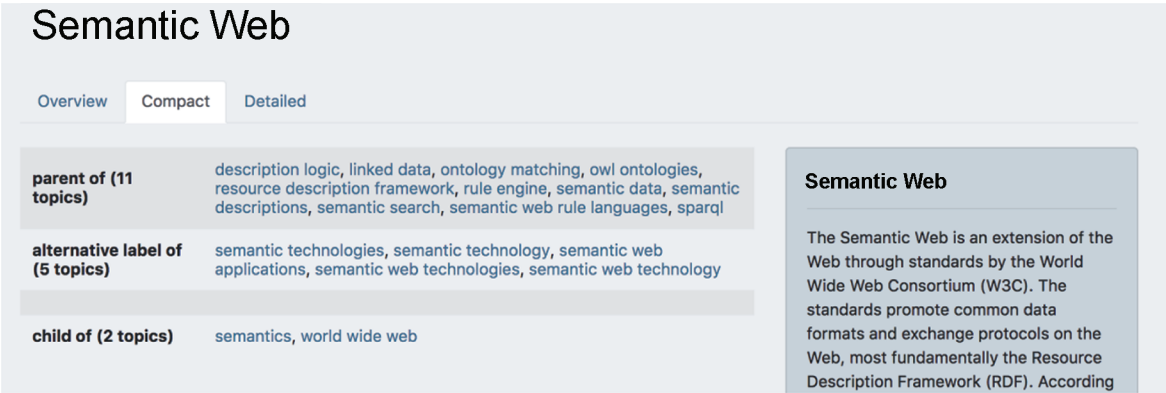 Semantic Web
Overview Compact Detailed
parent of (11
topics)
description logic, linked data, ontology matching, owl ontologies,
resource description framework, rule engine, semantic data, semantic
descriptions, semantic search, semantic web rule languages, sparql
alternative label of
(5 topics)
semantic technologies, semantic technology, semantic web
applications, semantic web technologies, semantic web technology
child of (2 topics)
semantics, world wide web
Semantic Web
The Semantic Web is an extension of the
Web through standards by the World
Wide Web Consortium (W3C). The
standards promote common data
formats and exchange protocols on the
Web, most fundamentally the Resource
Description Framework (RDF). According